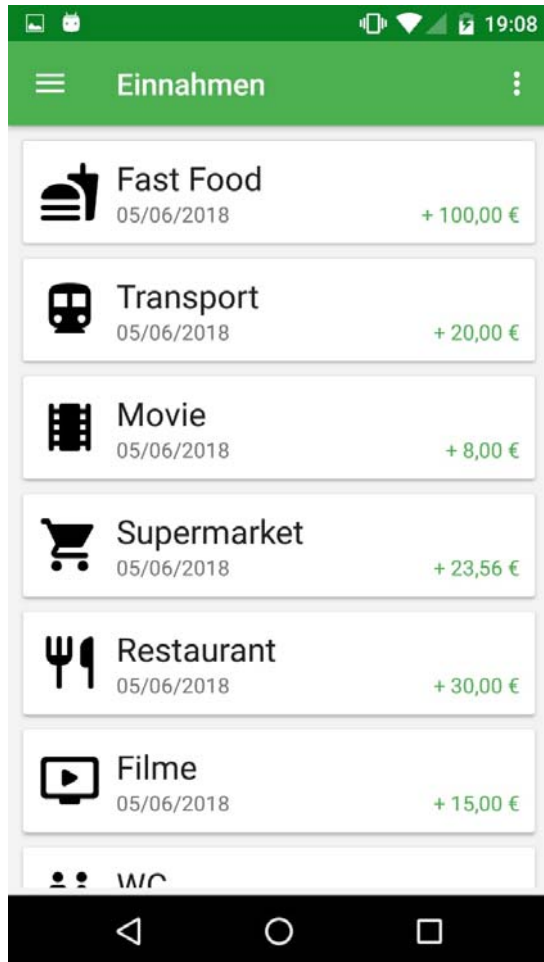 19:08
Einnahmen
Fast Food
05/06/2018
+ 100,00 €
Transport
05/06/2018
+ 20,00 €
Movie
05/06/2018
+ 8,00 €
Supermarket
05/06/2018
+ 23,56 €
Restaurant
05/06/2018
+ 30,00 €
Filme
05/06/2018
+ 15,00 €
WC